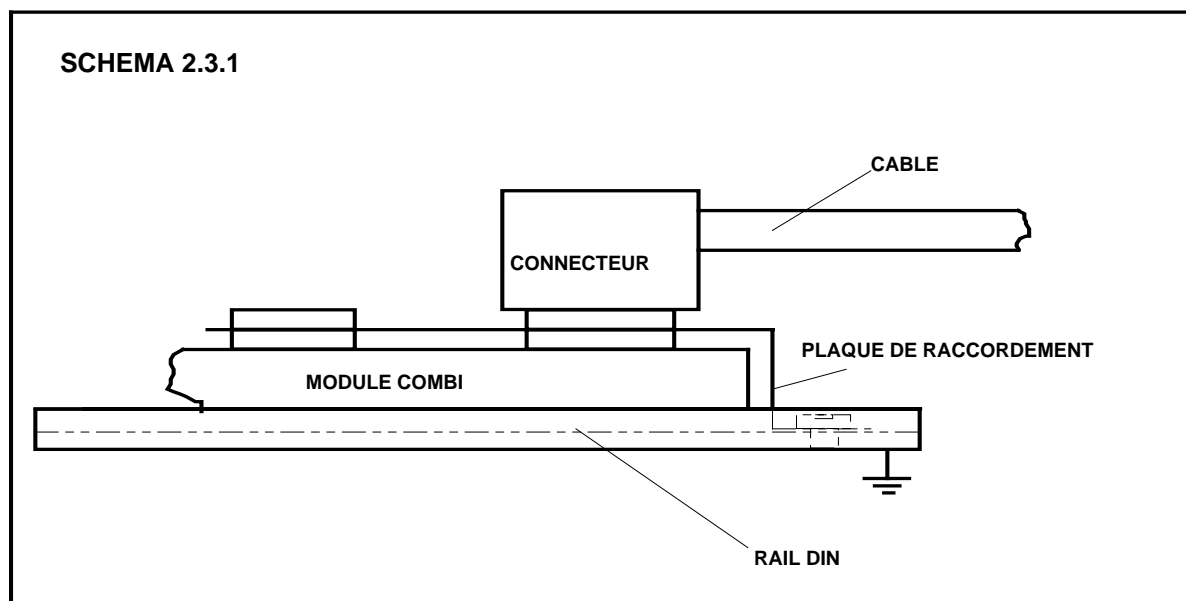 SCHEMA 2.3.1
CABLE
CONNECTEUR
PLAQUE DE RACCORDEMENT
MODULE COMBI
RAIL DIN